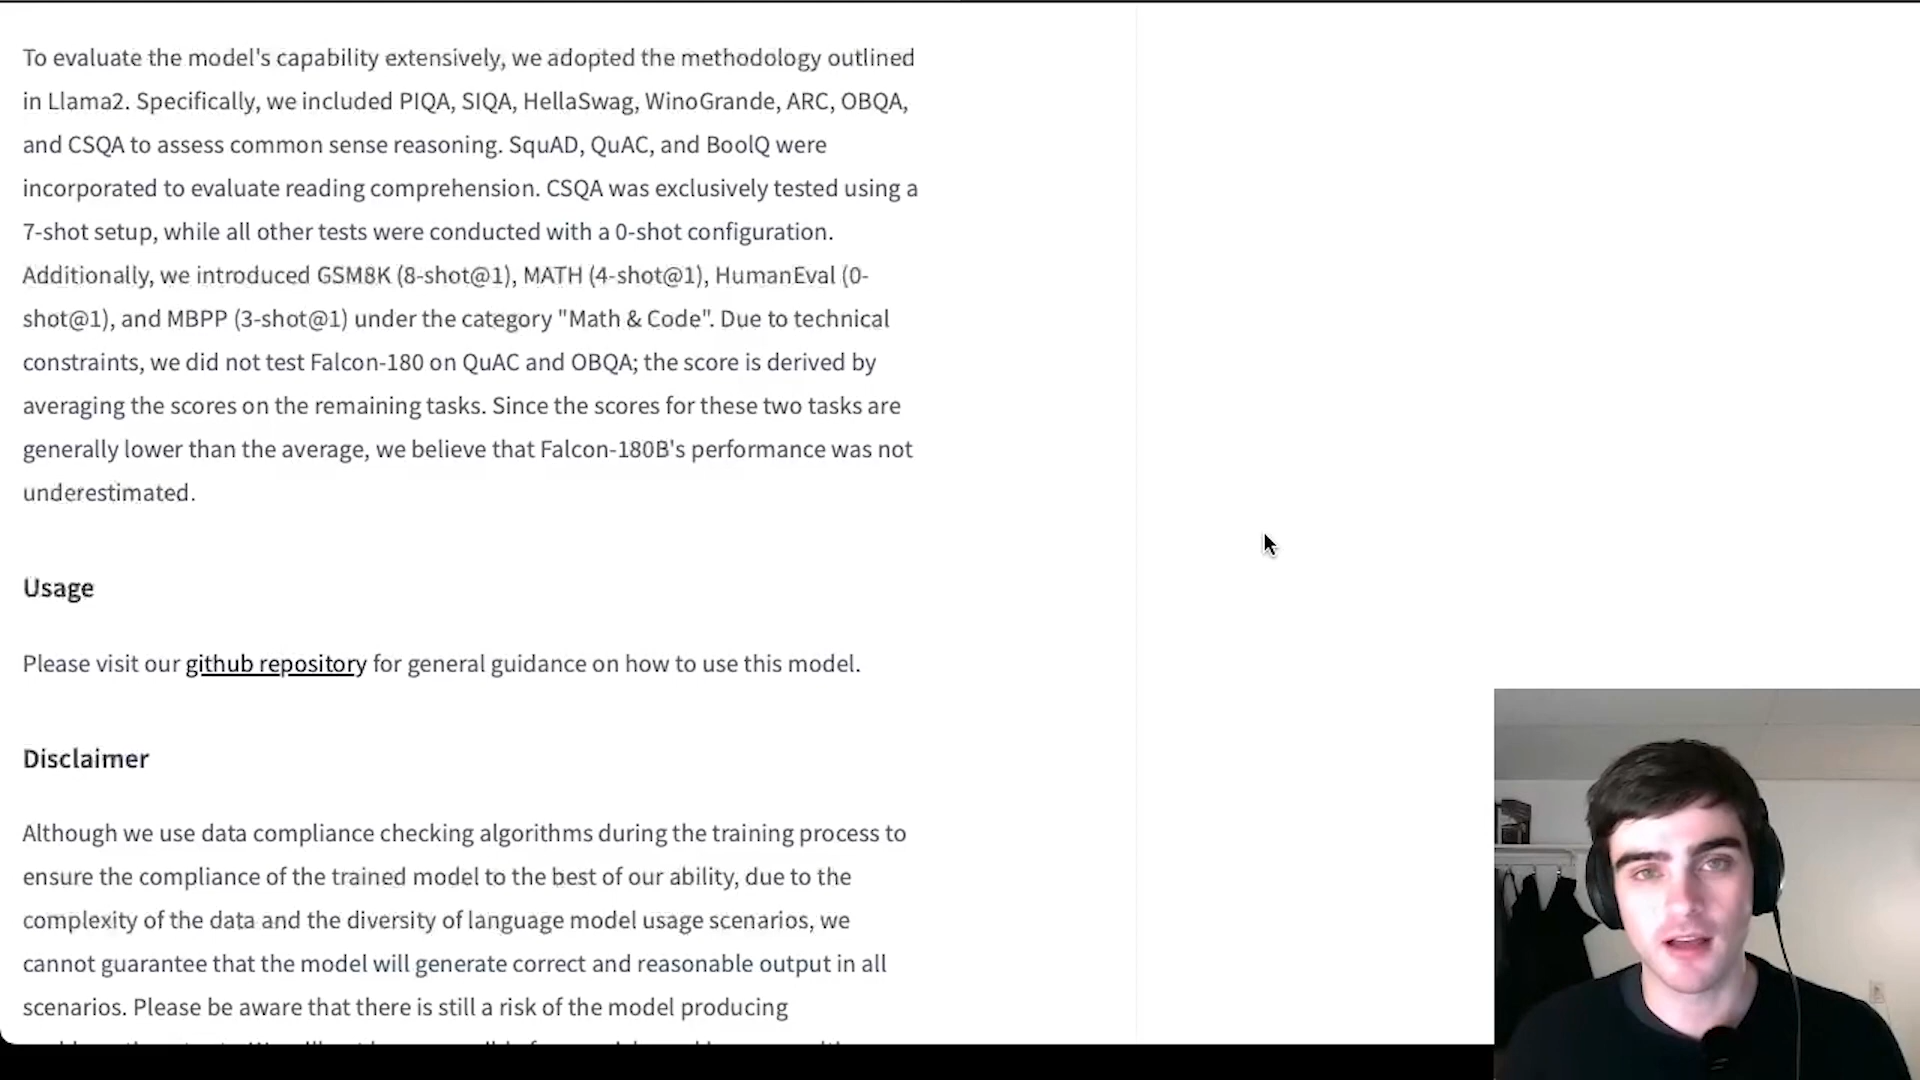 To evaluate the model's capability extensively, we adopted the methodology outlined
in Llama2. Specifically, we included PIQA, SIQA, HellaSwag, WinoGrande, ARC, OBQA,
and CSQA to assess common sense reasoning. SquAD, QuAC, and BoolQ were
incorporated to evaluate reading comprehension. CSQA was exclusively tested using a
7-shot setup, while all other tests were conducted with a 0-shot configuration.
Additionally, we introduced GSM8K (8-shot@1), MATH (4-shot@1), HumanEval (0-
shot@1), and MBPP (3-shot@1) under the category "Math & Code". Due to technical
constraints, we did not test Falcon-180 on QuAC and OBQA; the score is derived by
averaging the scores on the remaining tasks. Since the scores for these two tasks are
generally lower than the average, we believe that Falcon-180B's performance was not
underestimated.
Usage
Please visit our github repository for general guidance on how to use this model.
Disclaimer
Although we use data compliance checking algorithms during the training process to
ensure the compliance of the trained model to the best of our ability, due to the
complexity of the data and the diversity of language model usage scenarios, we
cannot guarantee that the model will generate correct and reasonable output in all
scenarios. Please be aware that there is still a risk of the model producing